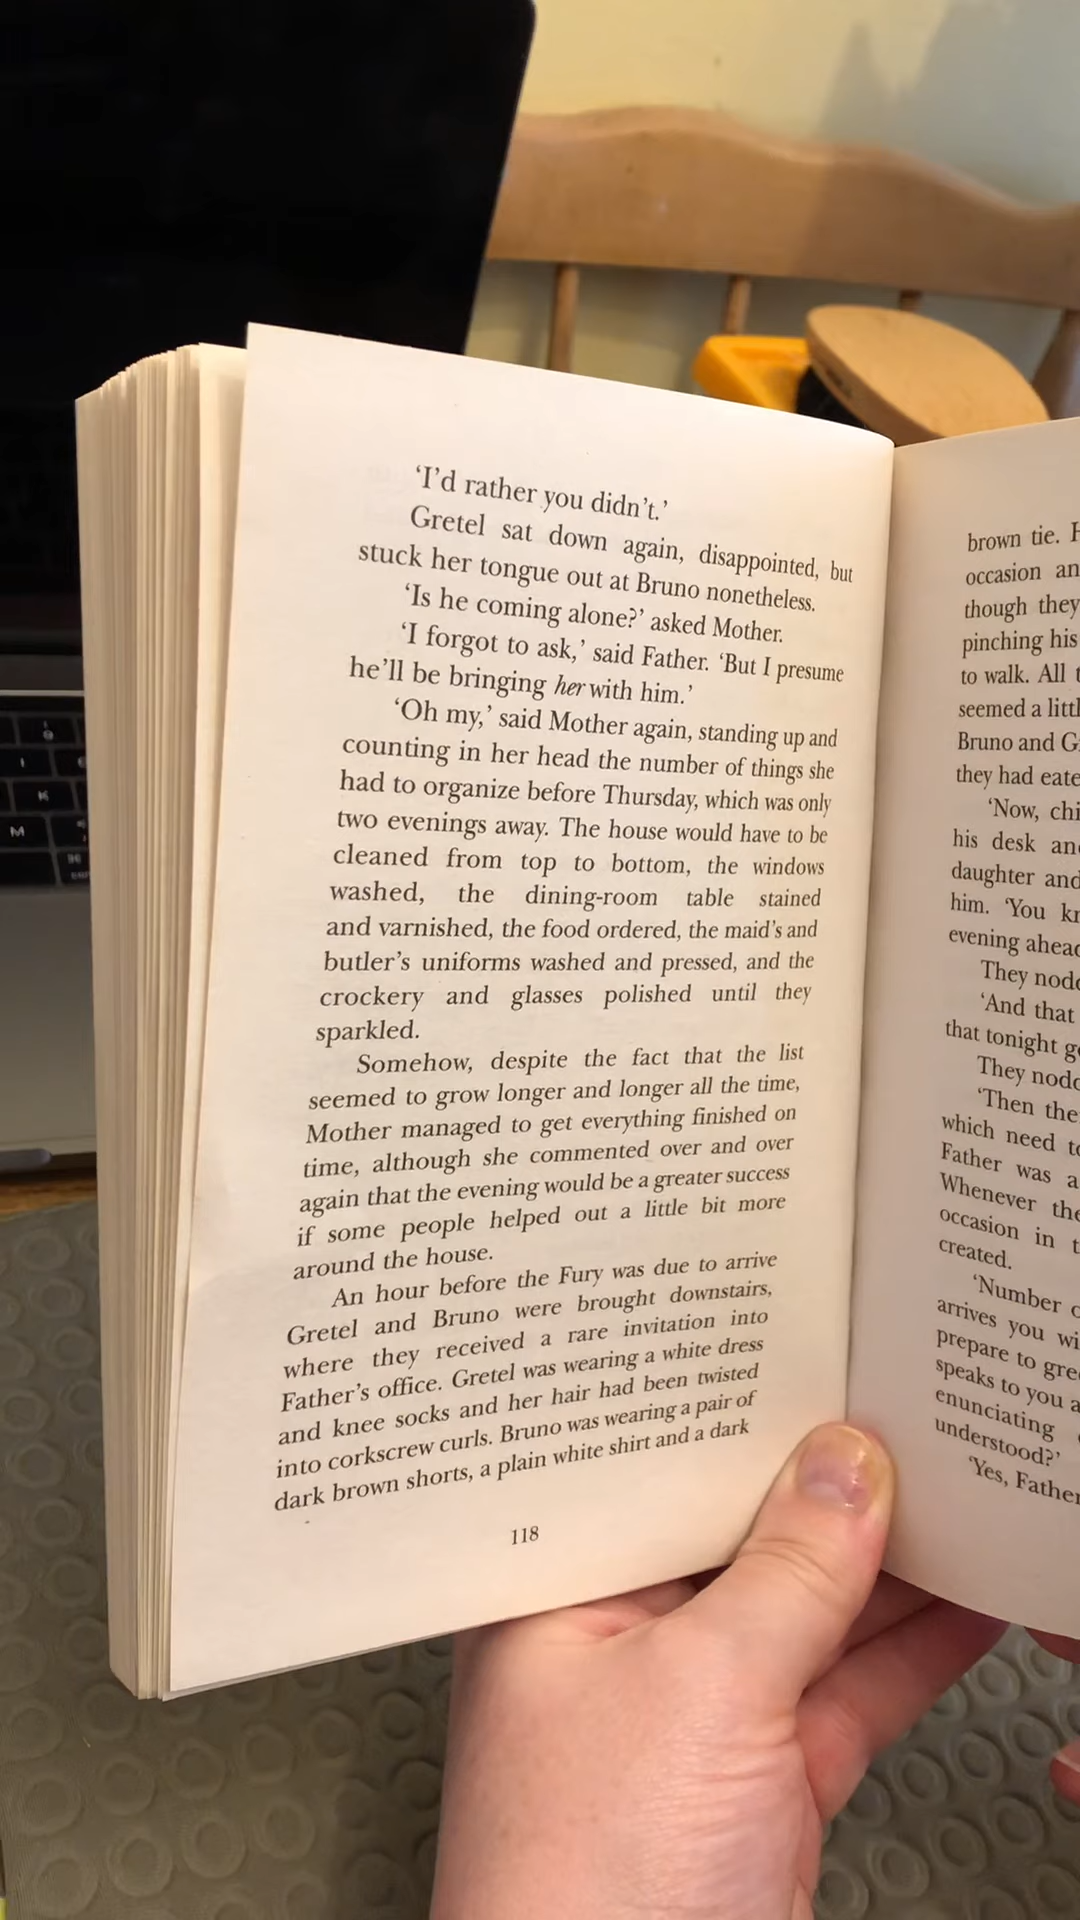 ‘I’d rather you didn’t.’
Gretel sat down again, disappointed, but
stuck her tongue out at Bruno nonetheless.
‘Is he coming alone?’ asked Mother.
‘I forgot to ask,’ said Father. ‘But I presume
he’ll be bringing her with him.’
‘Oh my,’ said Mother again, standing up and
counting in her head the number of things she
had to organize before Thursday, which was only
two evenings away. The house would have to be
cleaned from top to bottom, the windows
washed, the dining-room table stained
and varnished, the food ordered, the maid’s and
butler’s uniforms washed and pressed, and the
crockery and glasses polished until they
sparkled.
Somehow, despite the fact that the list
seemed to grow longer and longer all the time,
Mother managed to get everything finished on
time, although she commented over and over
again that the evening would be a greater success
if some people helped out a little bit more
around the house.
An hour before the Fury was due to arrive
Gretel and Bruno were brought downstairs,
where they received a rare invitation into
Father’s office. Gretel was wearing a white dress
and knee socks and her hair had been twisted
into corkscrew curls. Bruno was wearing a pair of
dark brown shorts, a plain white shirt and a dark
118
brown tie.
occasion
though they
pinching his
to walk. All
seemed a
Bruno and
they had
‘Now,
his desk
daughter and
him. ‘You
evening
They
‘And that
that tonight
They
‘Then
which need
Father was
Whenever
occasion in
created.
‘Number
arrives you
prepare to
speaks to you
enunciating
understood?’
‘Yes, Father
K
M